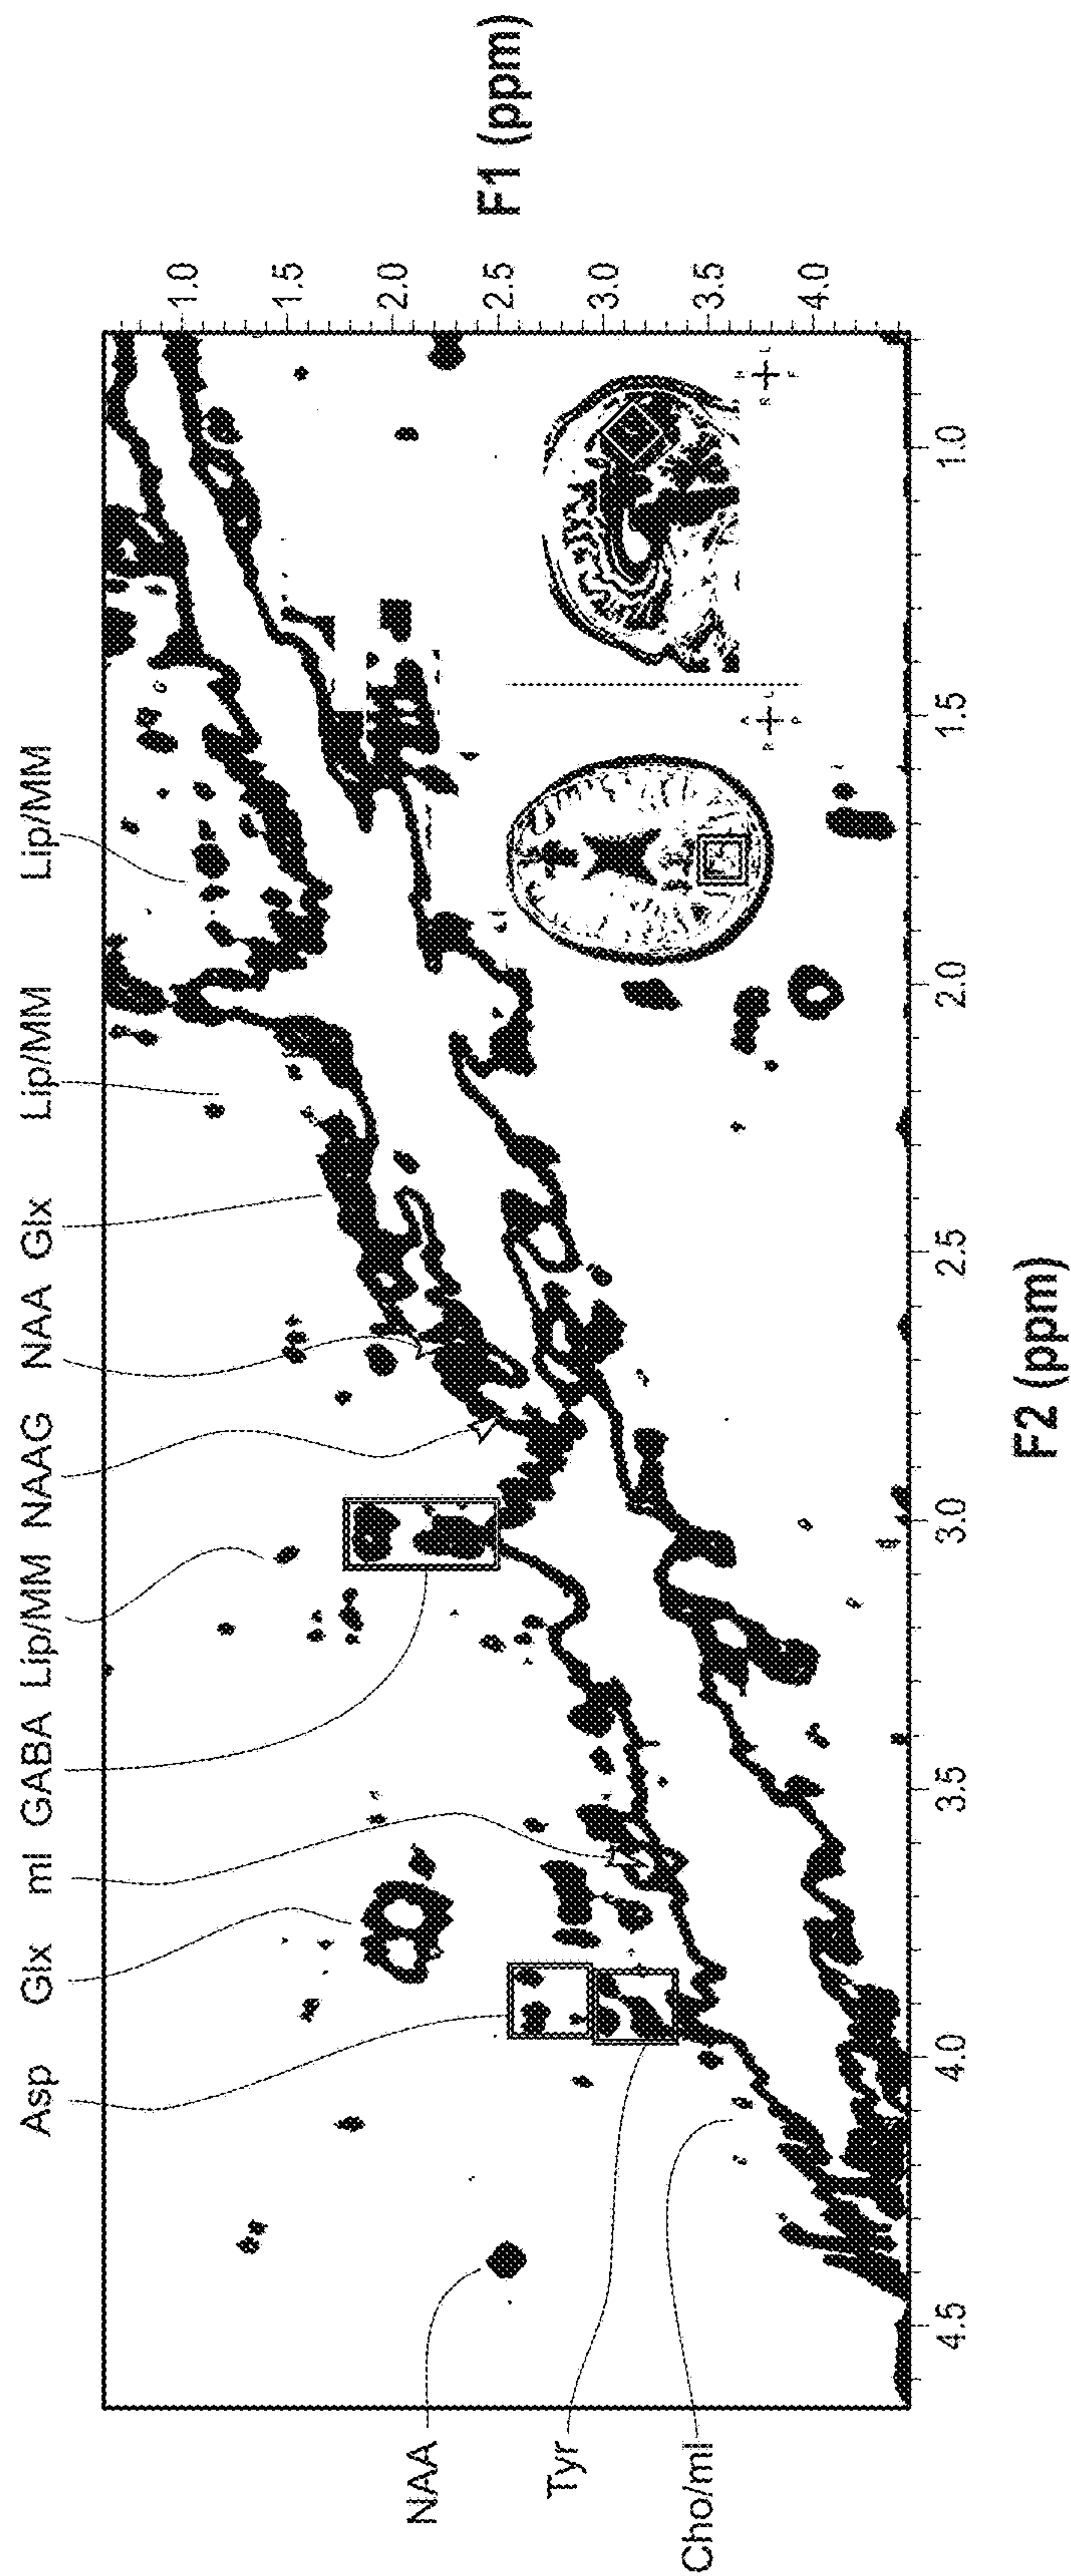 Asp Glx mI GABA Lip/MM NAAG NAA Glx Lip/MM Lip/MM
NAA
Tyr
Cho/mI
1.0
1.5
2.0
2.5
3.0
3.5
4.0
F1 (ppm)
A
R L
P
H
R L
F
4.5 4.0 3.5 3.0 2.5 2.0 1.5 1.0
F2 (ppm)